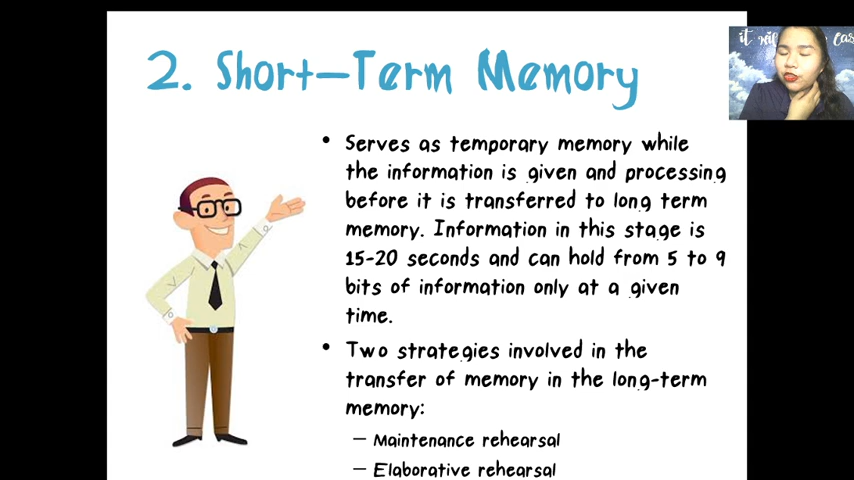 2. Short-Term Memory
• Serves as temporary memory while
the information is given and processing
before it is transferred to long term
memory. Information in this stage is
15-20 seconds and can hold from 5 to 9
bits of information only at a given
time.
• Two strategies involved in the
transfer of memory in the long-term
memory:
– Maintenance rehearsal
– Elaborative rehearsal
it